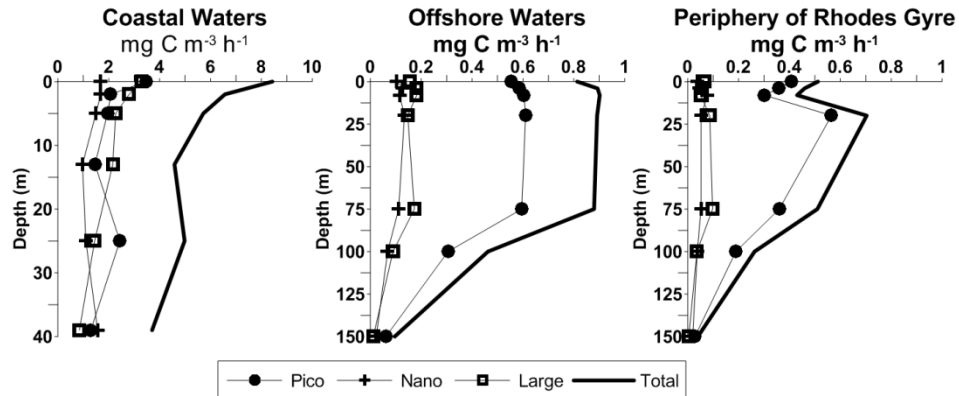 Coastal Waters
mg C m⁻³ h⁻¹
0 2 4 6 8 10
0
10
20
30
40
Depth (m)
Offshore Waters
mg C m⁻³ h⁻¹
0 0.2 0.4 0.6 0.8 1
0
25
50
75
100
125
150
Depth (m)
Periphery of Rhodes Gyre
mg C m⁻³ h⁻¹
0 0.2 0.4 0.6 0.8 1
0
25
50
75
100
125
150
Depth (m)
Pico Nano Large Total